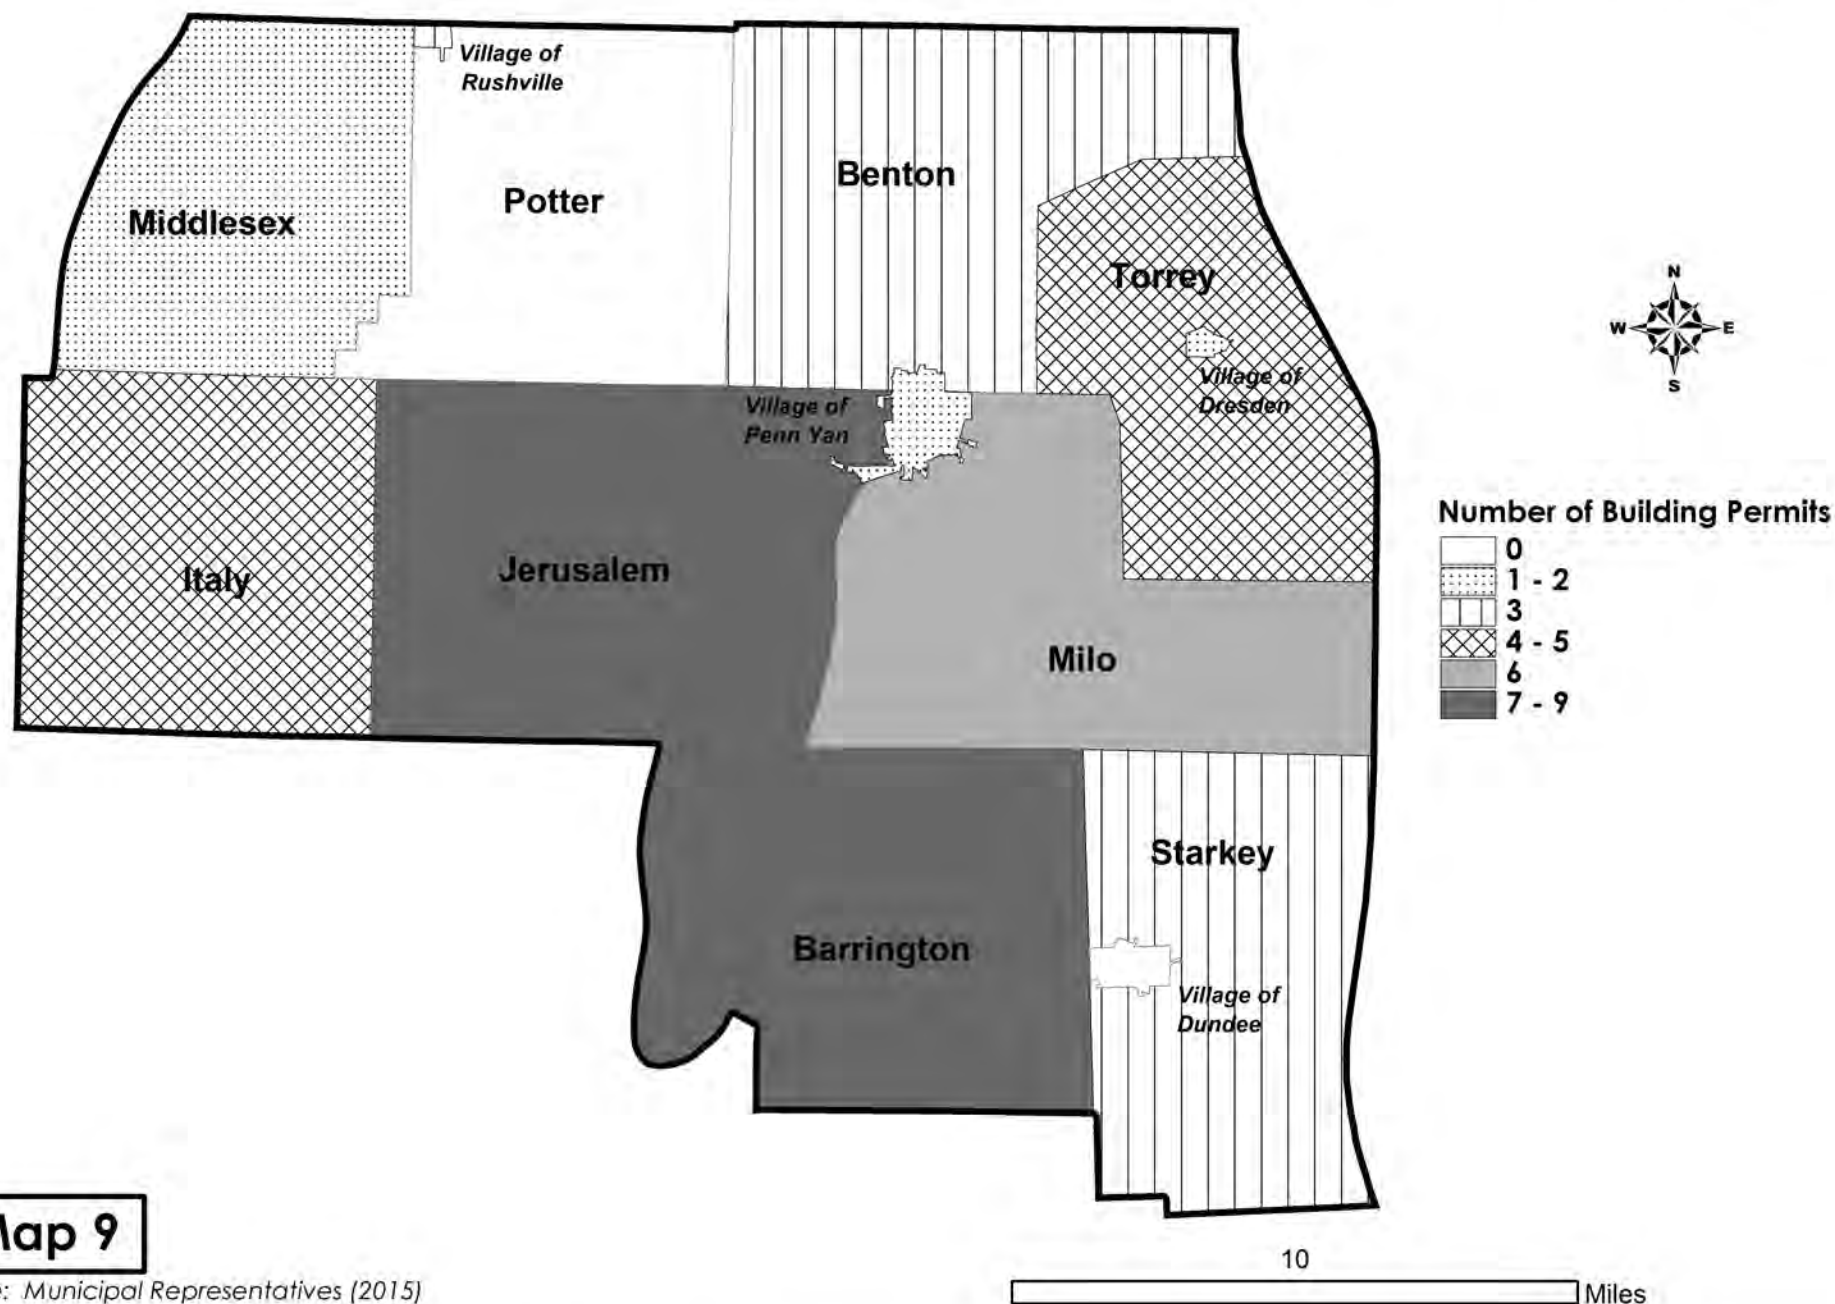 Village of
Rushville
Benton
Potter
Middlesex
Torrey
N
W
E
S
Village of
Dresden
Village of
Penn Yan
Number of Building Permits
0
1 - 2
3
4 - 5
6
7 - 9
Jerusalem
Italy
Milo
Starkey
Barrington
Village of
Dundee
Map 9
Municipal Representatives (2015)
10
Miles